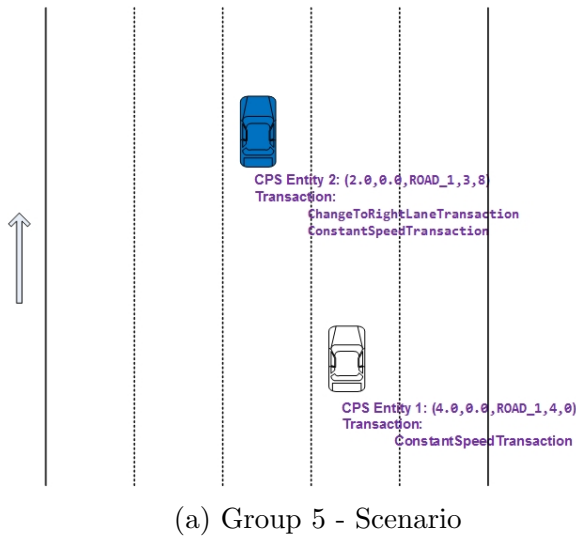 CPS Entity 2: (2.0,0.0,ROAD_1,3,8)
Transaction:
ChangeToRightLaneTransaction
ConstantSpeedTransaction
CPS Entity 1: (4.0,0.0,ROAD_1,4,0)
Transaction:
ConstantSpeedTransaction
(a) Group 5 - Scenario